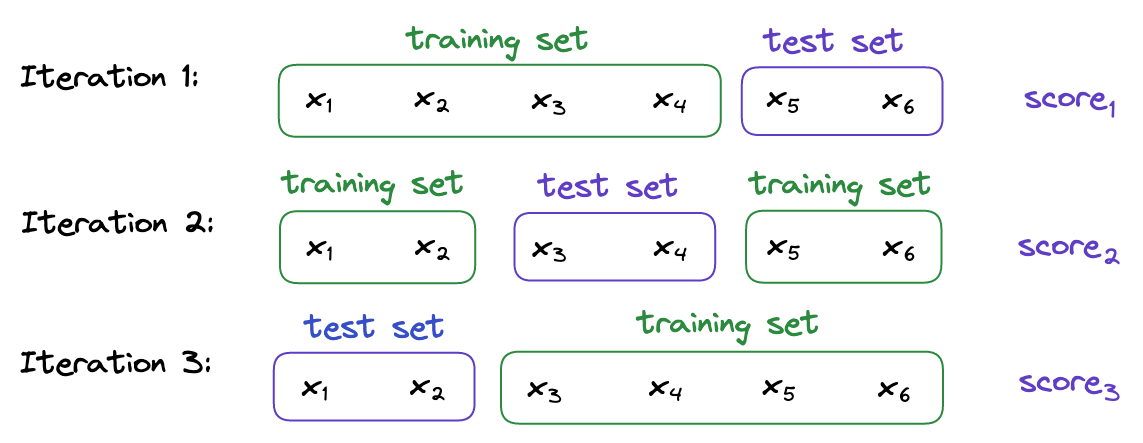 training set test set
Iteration 1: x₁ x₂ x₃ x₄ x₅ x₆ score₁
training set test set training set
Iteration 2: x₁ x₂ x₃ x₄ x₅ x₆ score₂
test set training set
Iteration 3: x₁ x₂ x₃ x₄ x₅ x₆ score₃